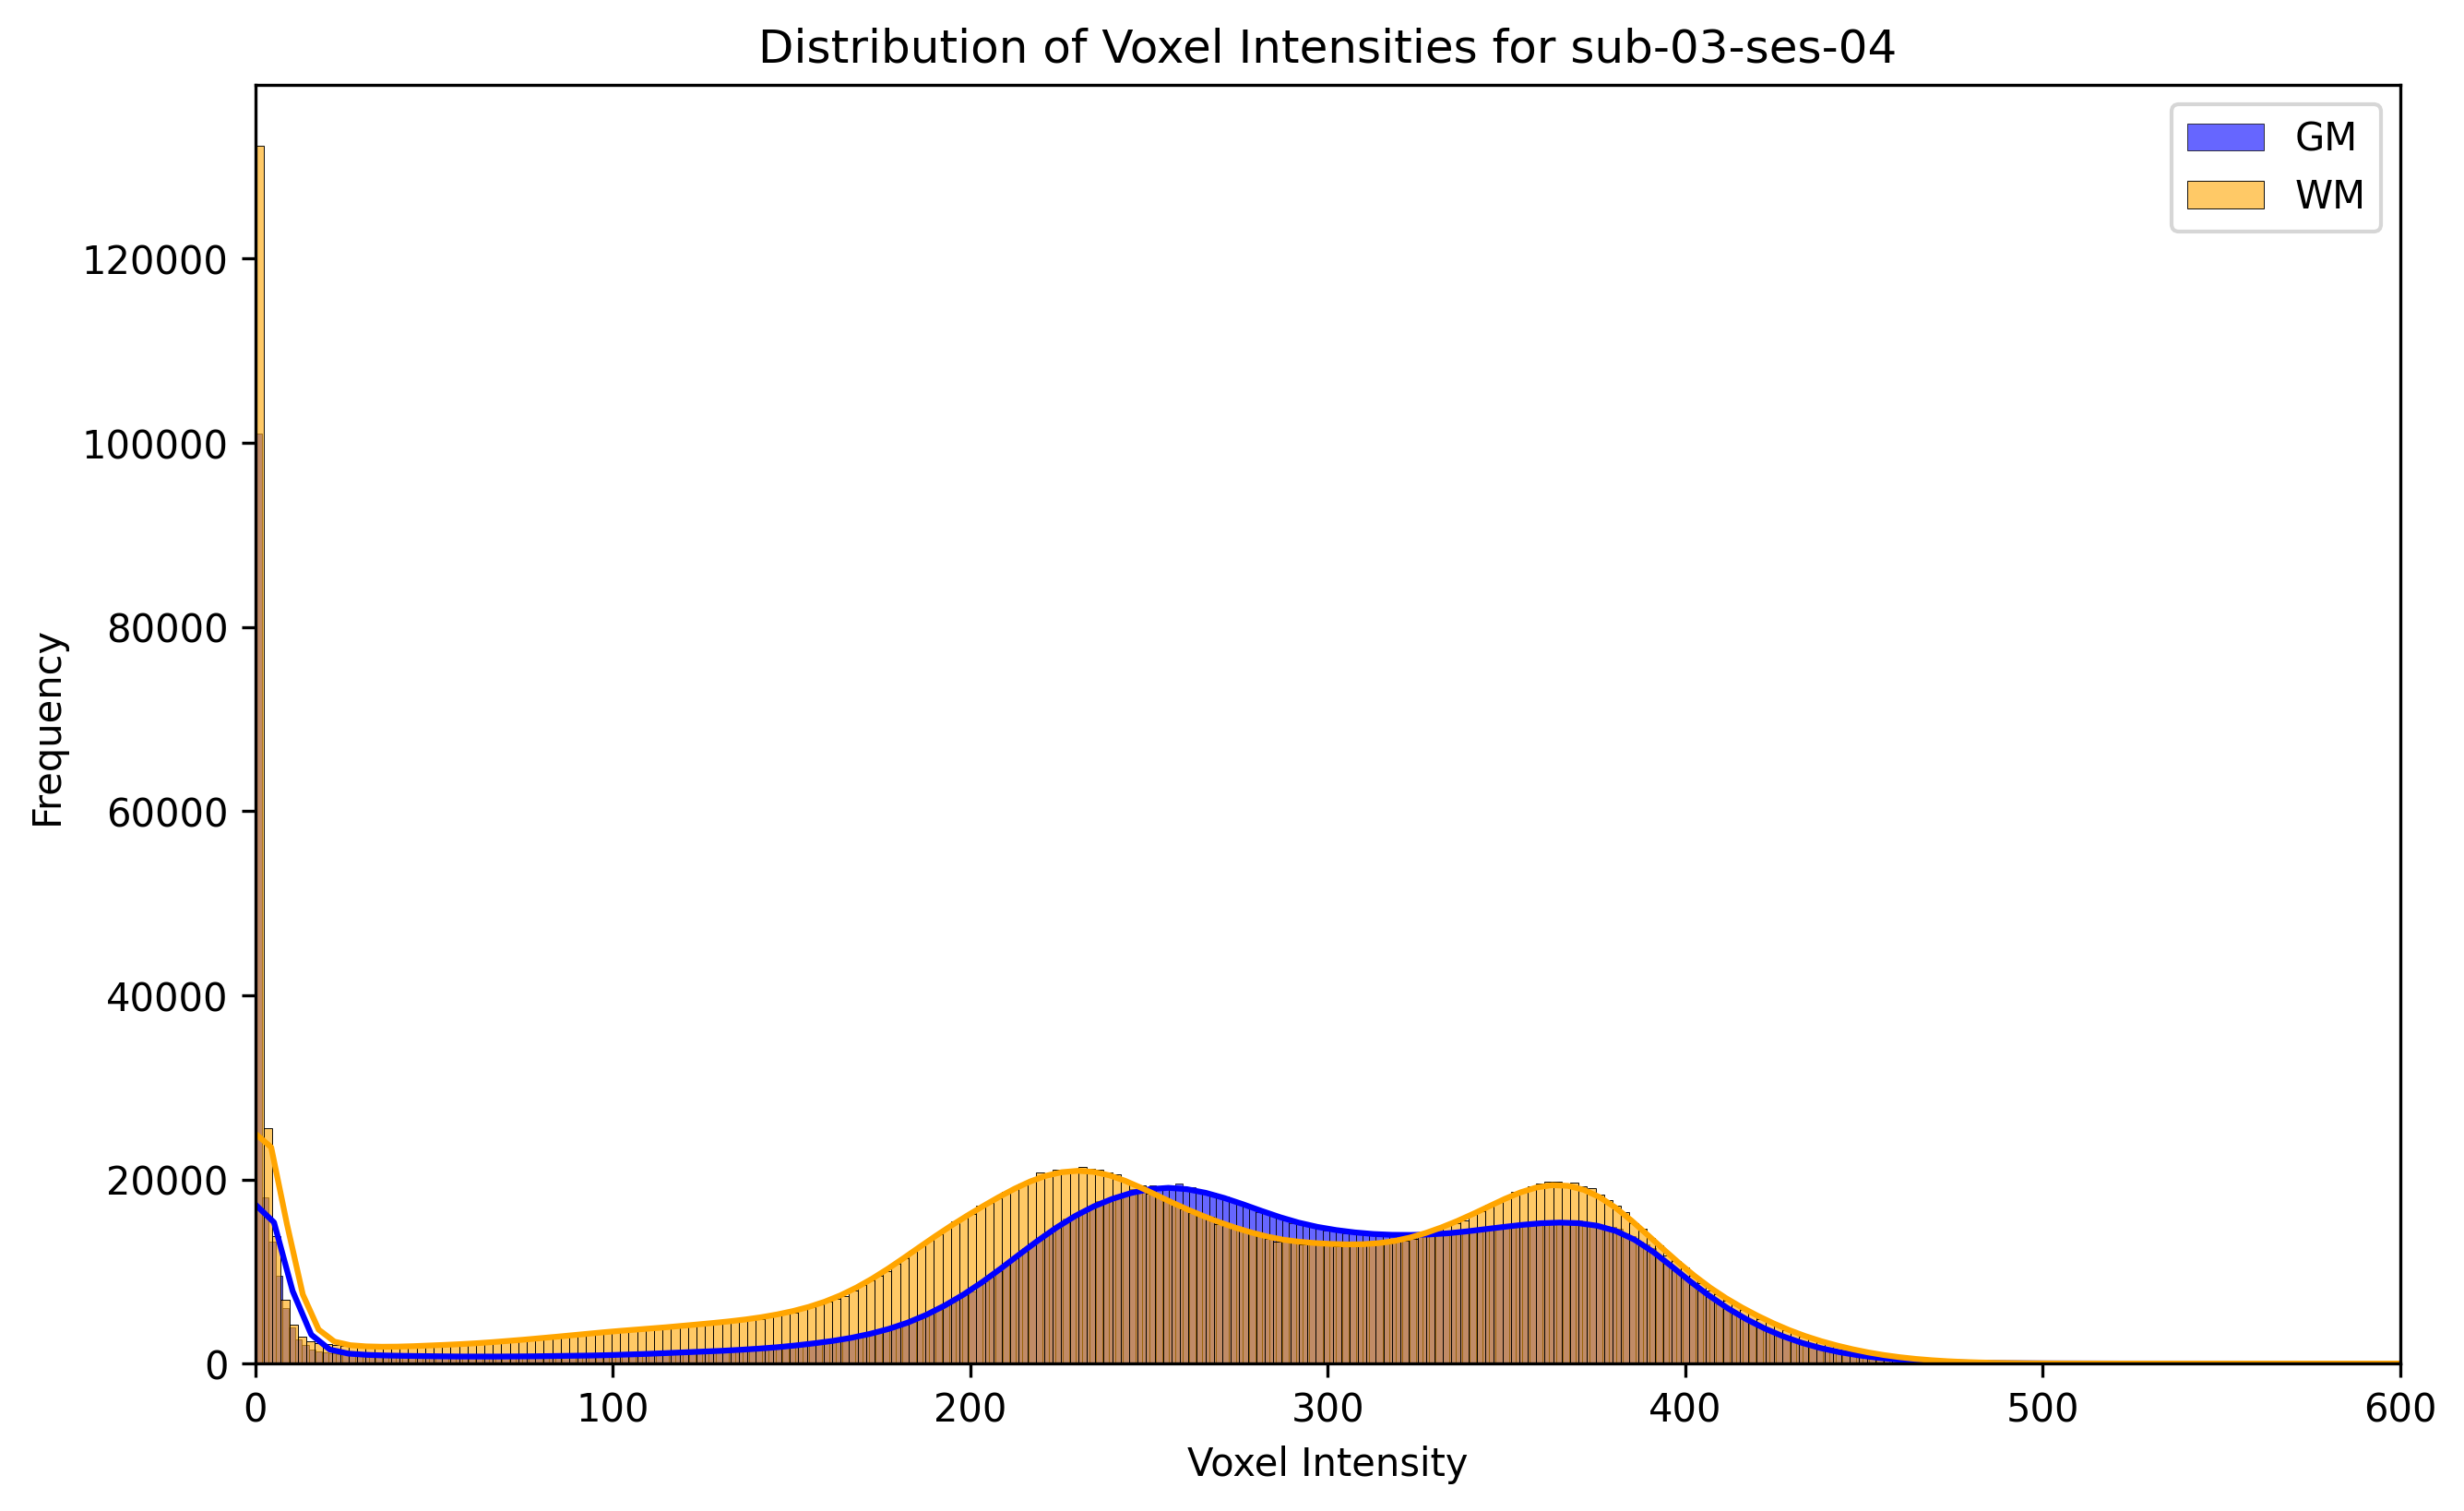 Distribution of Voxel Intensities for sub-03-ses-04
GM
WM
120000
100000
80000
60000
40000
20000
0
Frequency
0 100 200 300 400 500 600
Voxel Intensity